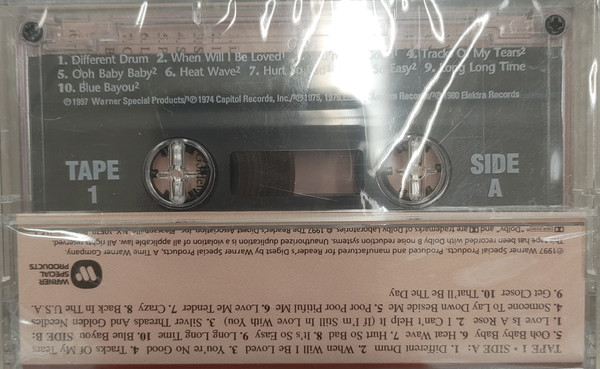 1. Different Drum 2. When Will I Be Loved 4. Tracks Of My Tears²
5. Ooh Baby Baby² 6. Heat Wave² 7. Hurt So Easy² 9. Long Long Time
10. Blue Bayou²
℗1997 Warner Special Products/℗1974 Capitol Records, Inc./℗1975, 1976, Records/℗1980 Elektra Records
TAPE
1
SIDE
A
TAPE 1 • SIDE A: 1. Different Drum 2. When Will I Be Loved 3. You're No Good 4. Tracks Of My Tears
5. Ooh Baby Baby 6. Heat Wave 7. Hurt So Bad 8. It's So Easy 9. Long Long Time 10. Blue Bayou SIDE B:
1. Love Is A Rose 2. I Can't Help It (If I'm Still In Love With You) 3. Silver Threads And Golden Needles
4. Someone To Lay Down Beside Me 5. Poor Poor Pitiful Me 6. Love Me Tender 7. Crazy 8. Back In The U.S.A.
9. Get Closer 10. That'll Be The Day
WARNER
SPECIAL
PRODUCTS
©1997 Warner Special Products. Produced and manufactured for Reader's Digest by Warner Special Products, A Time Warner Company.
This tape has been recorded with Dolby B noise reduction systems. Unauthorized duplication is a violation of all applicable law. All rights reserved.
Dolby and are trademarks of Dolby Laboratories. © 1997 The Reader's Digest Association, Inc. Pleasantville, N.Y.